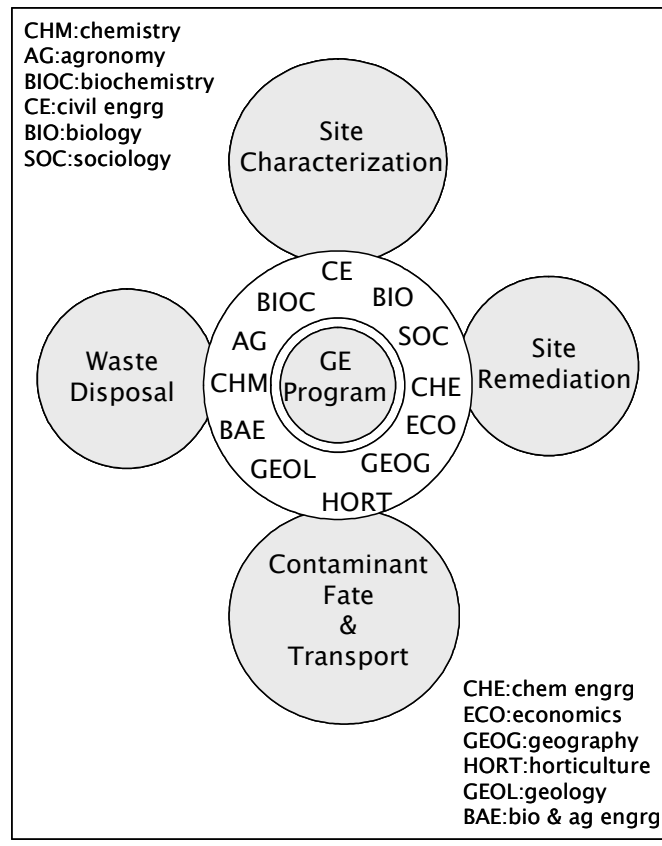 CHM:chemistry
AG:agronomy
BIOC:biochemistry
CE:civil engrg
BIO:biology
SOC:sociology
Site
Characterization
CE
BIOC
BIO
AG
SOC
Waste
Disposal
GE
Program
Site
Remediation
CHM
CHE
BAE
ECO
GEOL
GEOG
HORT
Contaminant
Fate
&
Transport
CHE:chem engrg
ECO:economics
GEOG:geography
HORT:horticulture
GEOL:geology
BAE:bio & ag engrg